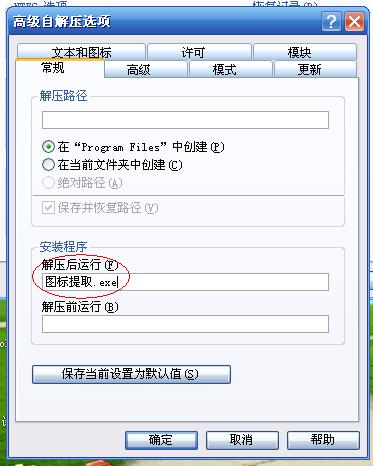 恢复记录(P)
高级自解压选项
文本和图标 许可 模块
常规 高级 模式 更新
解压路径
在“Program Files”中创建(P)
在当前文件夹中创建(C)
绝对路径(A)
保存并恢复路径(V)
安装程序
解压后运行(F)
图标提取.exe
解压前运行(B)
保存当前设置为默认值(S)
确定 取消 帮助